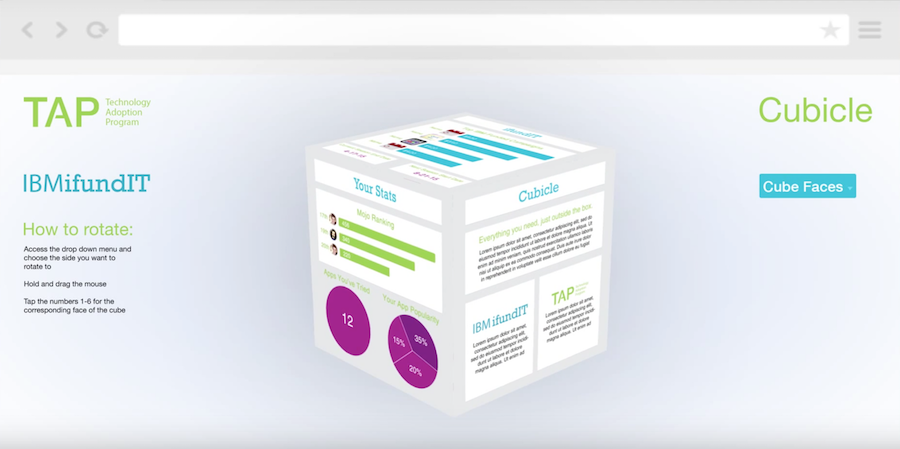 TAP
Technology
Adoption
Program
Cubicle
IBMifundIT
Cube Faces
How to rotate:
Access the drop down menu and
choose the side you want to
rotate to
Hold and drag the mouse
Tap the numbers 1-6 for the
corresponding face of the cube
ifundIT
Your Stats
Mojo Ranking
Apps You've Tried
12
Your App Popularity
35%
15%
20%
Cubicle
Everything you need, just outside the box.
Lorem ipsum dolor sit amet, consectetur adipiscing elit, sed do eiusmod
tempor incididunt ut labore et dolore magna aliqua. Ut enim ad
minim veniam, quis nostrud exercitation ullamco laboris
nisi ut aliquip ex ea commodo consequat. Duis aute irure dolor
in reprehenderit in voluptate velit esse cillum dolore eu fugiat
IBM ifundIT
Lorem ipsum dolor sit
amet, consectetur
adipiscing elit, sed
do eiusmod tempor inci
dunt ut labore et dolore
magna aliqua. Ut enim ad
TAP
Lorem ipsum dolor sit
amet, consectetur
adipiscing elit, sed
do eiusmod tempor inci
dunt ut labore et dolore
magna aliqua. Ut enim ad